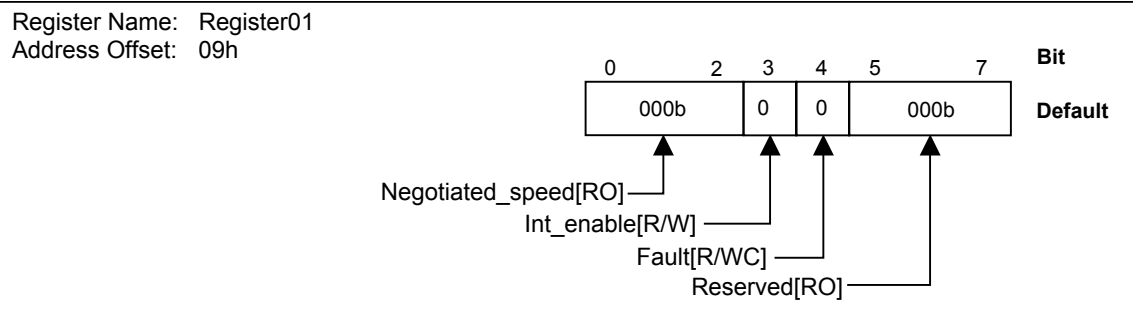 Register Name: Register01
Address Offset: 09h
0 2 3 4 5 7 Bit
000b 0 0 000b Default
Negotiated_speed[RO]
Int_enable[R/W]
Fault[R/WC]
Reserved[RO]